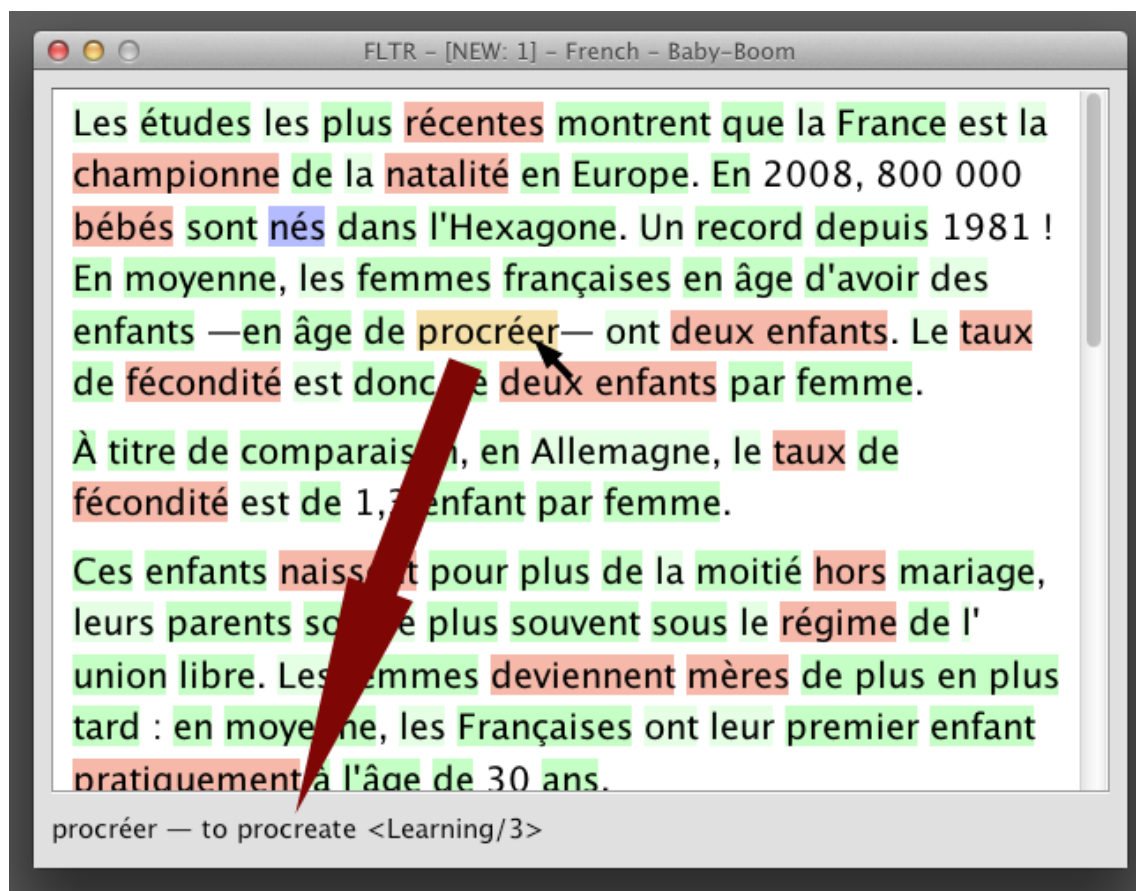 FLTR – [NEW: 1] – French – Baby-Boom
Les études les plus récentes montrent que la France est la
championne de la natalité en Europe. En 2008, 800 000
bébés sont nés dans l'Hexagone. Un record depuis 1981 !
En moyenne, les femmes françaises en âge d'avoir des
enfants —en âge de procréer— ont deux enfants. Le taux
de fécondité est donc deux enfants par femme.
À titre de comparaison, en Allemagne, le taux de
fécondité est de 1,3 enfant par femme.
Ces enfants naissent pour plus de la moitié hors mariage,
leurs parents plus souvent sous le régime de l'
union libre. Les femmes deviennent mères de plus en plus
tard : en moyenne, les Françaises ont leur premier enfant
pratiquement à l'âge de 30 ans.
procréer — to procreate <Learning/3>